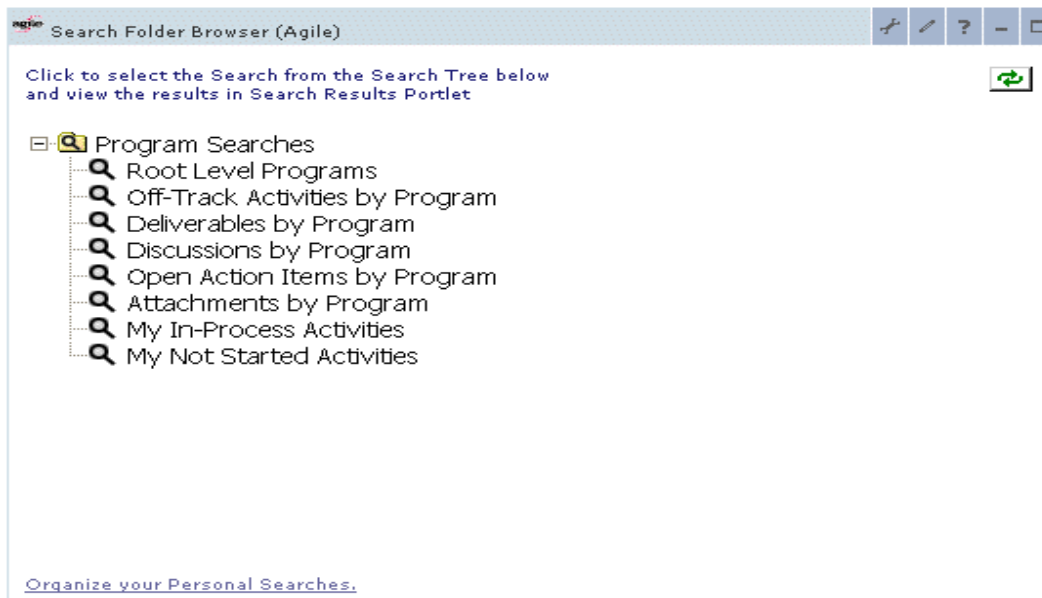 agile Search Folder Browser (Agile)
?
Click to select the Search from the Search Tree below
and view the results in Search Results Portlet
Program Searches
Root Level Programs
Off-Track Activities by Program
Deliverables by Program
Discussions by Program
Open Action Items by Program
Attachments by Program
My In-Process Activities
My Not Started Activities
Organize your Personal Searches.